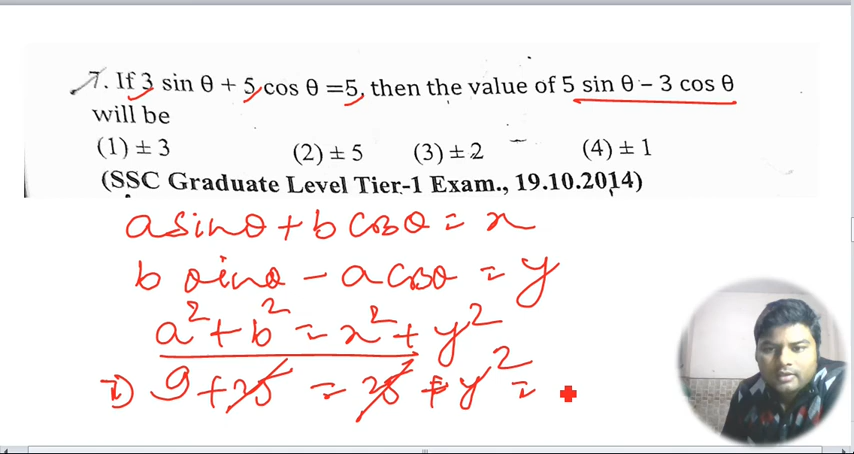 7. If 3 sin θ + 5 cos θ =5, then the value of 5 sin θ – 3 cos θ
will be
(1) ± 3 (2) ± 5 (3) ± 2 (4) ± 1
(SSC Graduate Level Tier-1 Exam., 19.10.2014)
a sinθ + b cosθ = x
b sinθ – a cosθ = y
a² + b² = x² + y²
⇒ 9 + 25 = 25 + y² =